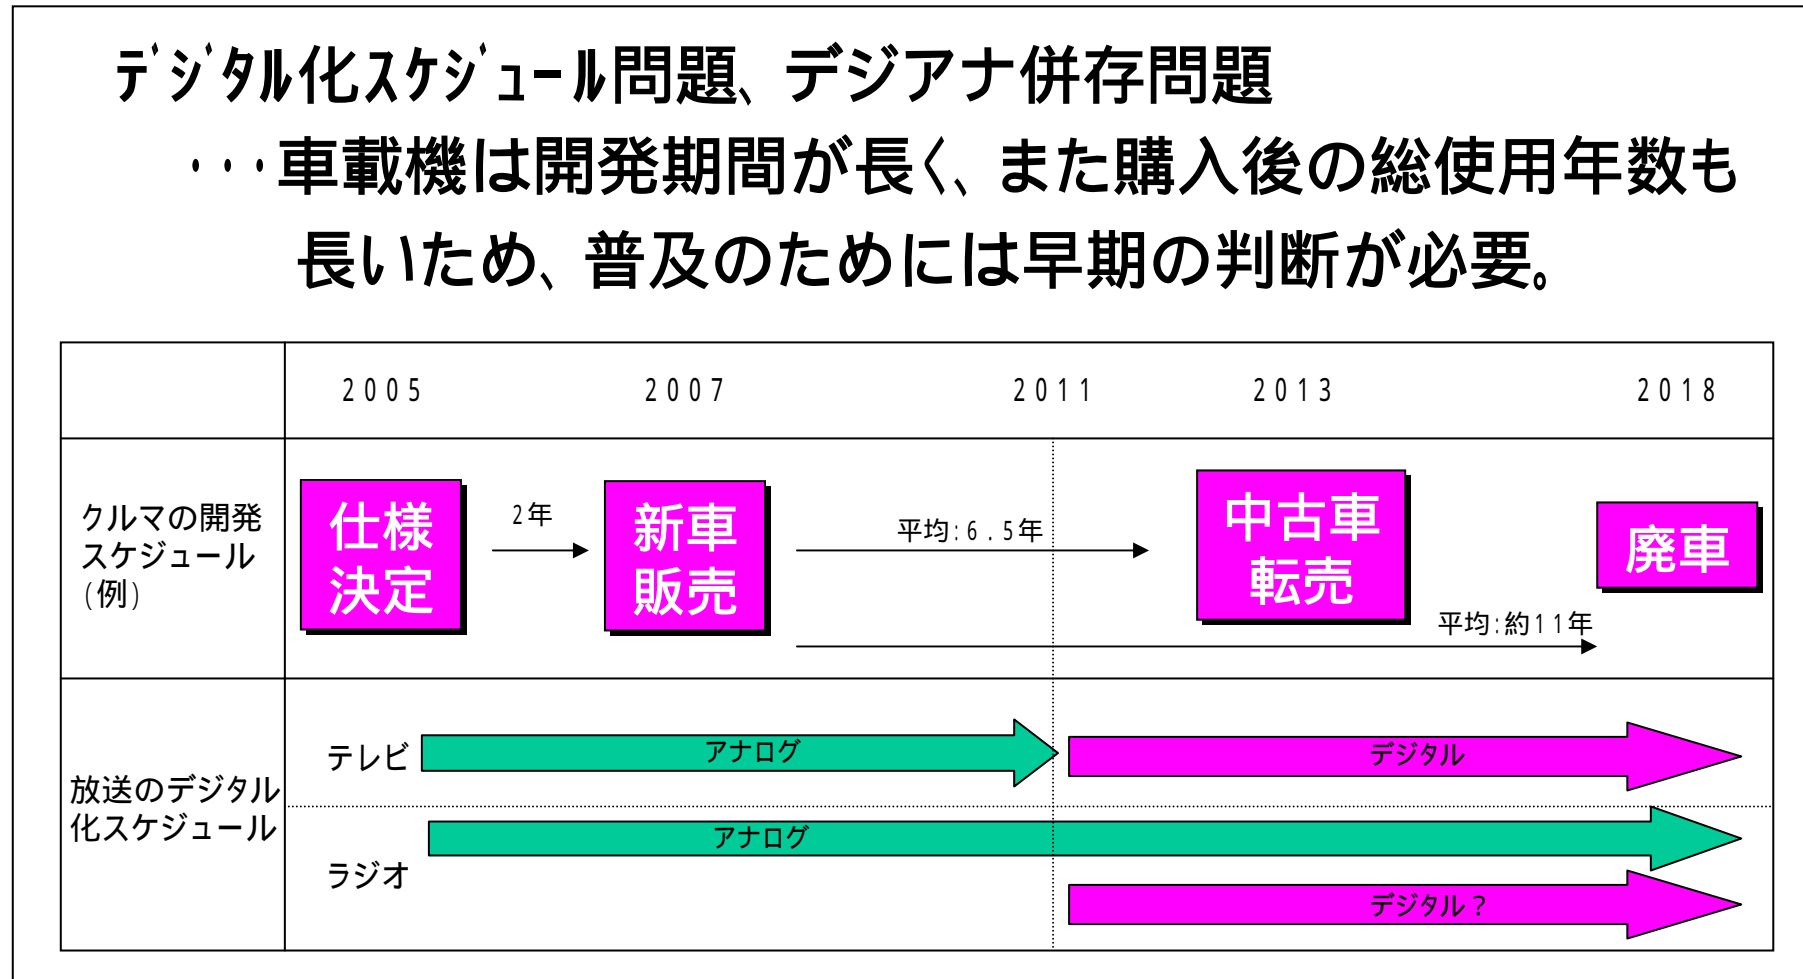 ﾃﾞｼﾞﾀﾙ化ｽｹｼﾞｭｰﾙ問題、デジアナ併存問題
・・・車載機は開発期間が長く、また購入後の総使用年数も
長いため、普及のためには早期の判断が必要。
2005 2007 2011 2013 2018
クルマの開発
スケジュール
(例)
仕様
決定
2年
新車
販売
平均:6.5年
中古車
転売
廃車
平均:約11年
放送のデジタル
化スケジュール
テレビ
アナログ
デジタル
ラジオ
アナログ
デジタル?